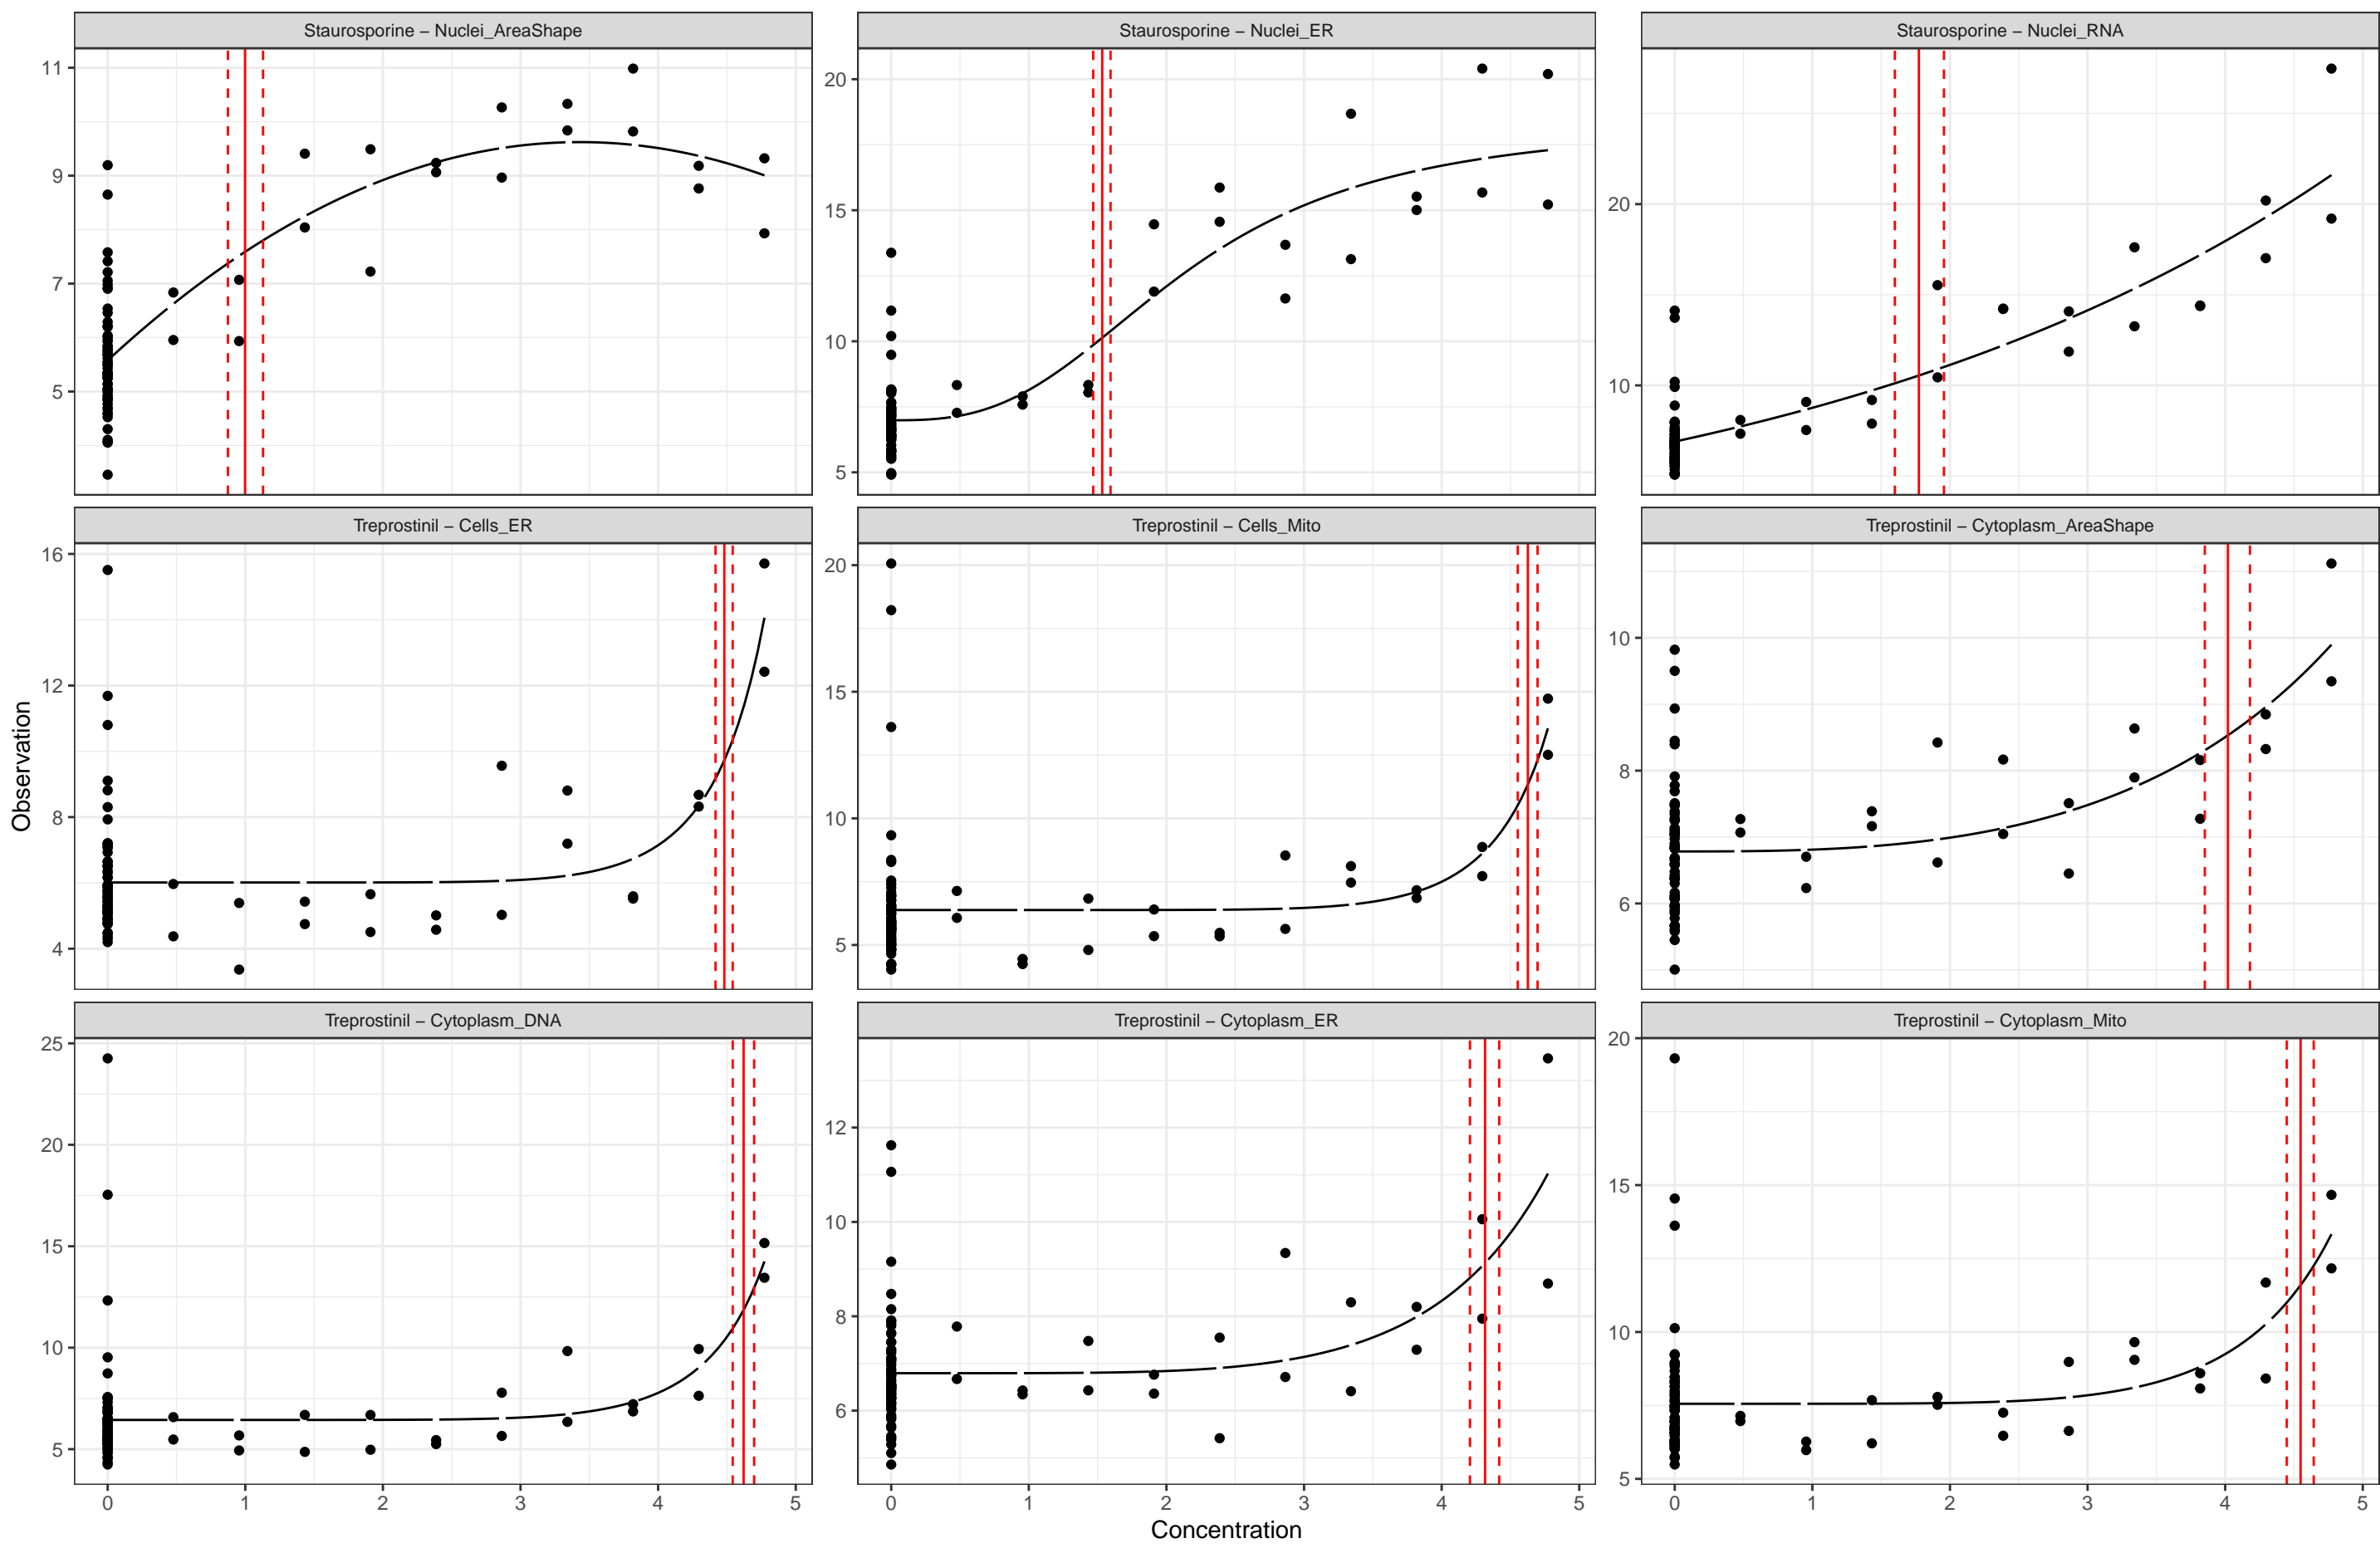 Staurosporine – Nuclei_AreaShape
Staurosporine – Nuclei_ER
Staurosporine – Nuclei_RNA
11
9
7
5
20
15
10
5
20
10
Treprostinil – Cells_ER
Treprostinil – Cells_Mito
Treprostinil – Cytoplasm_AreaShape
16
12
8
4
20
15
10
5
10
8
6
Observation
Treprostinil – Cytoplasm_DNA
Treprostinil – Cytoplasm_ER
Treprostinil – Cytoplasm_Mito
25
20
15
10
5
12
10
8
6
20
15
10
5
0 1 2 3 4 5
0 1 2 3 4 5
0 1 2 3 4 5
Concentration